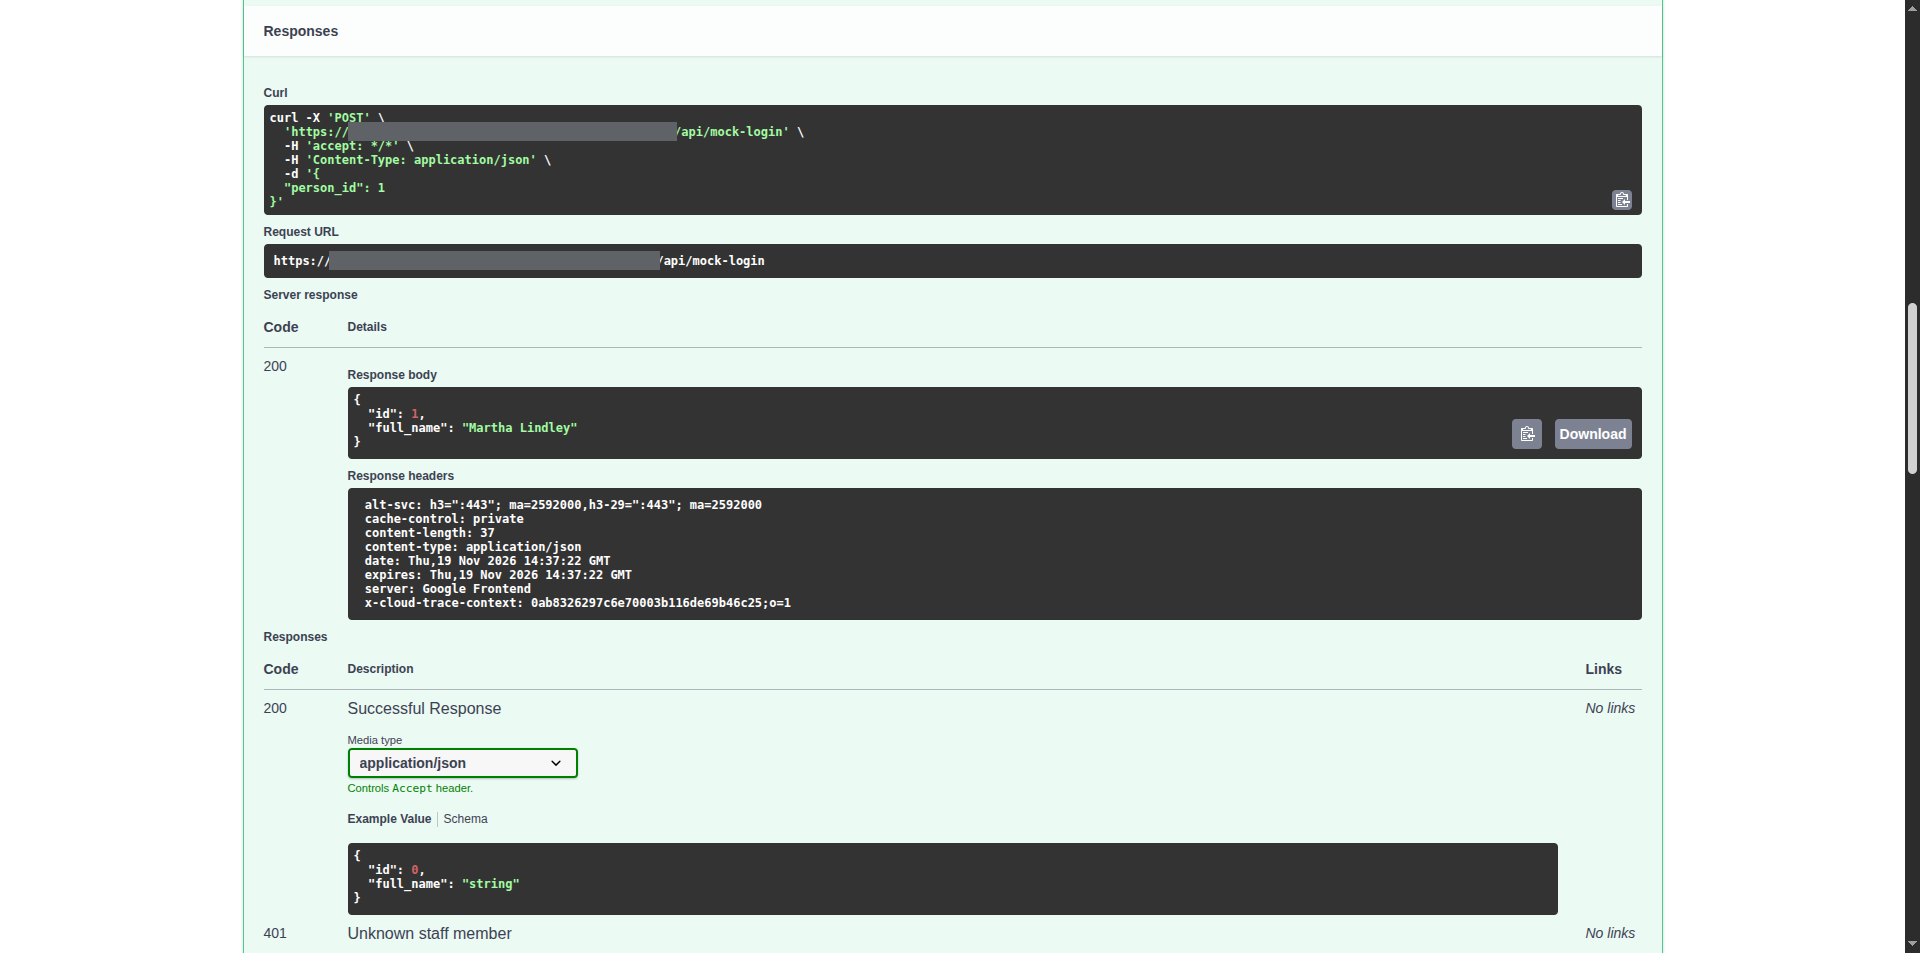 Responses
Curl
curl -X 'POST' \
'https:// /api/mock-login' \
-H 'accept: */*' \
-H 'Content-Type: application/json' \
-d '{
"person_id": 1
}'
Request URL
https:// /api/mock-login
Server response
Code Details
200
Response body
{
"id": 1,
"full_name": "Martha Lindley"
}
Download
Response headers
alt-svc: h3=":443"; ma=2592000,h3-29=":443"; ma=2592000
cache-control: private
content-length: 37
content-type: application/json
date: Thu,19 Nov 2026 14:37:22 GMT
expires: Thu,19 Nov 2026 14:37:22 GMT
server: Google Frontend
x-cloud-trace-context: 0ab8326297c6e70003b116de69b46c25;o=1
Responses
Code Description Links
200 Successful Response No links
Media type
application/json
Controls Accept header.
Example Value Schema
{
"id": 0,
"full_name": "string"
}
401 Unknown staff member No links